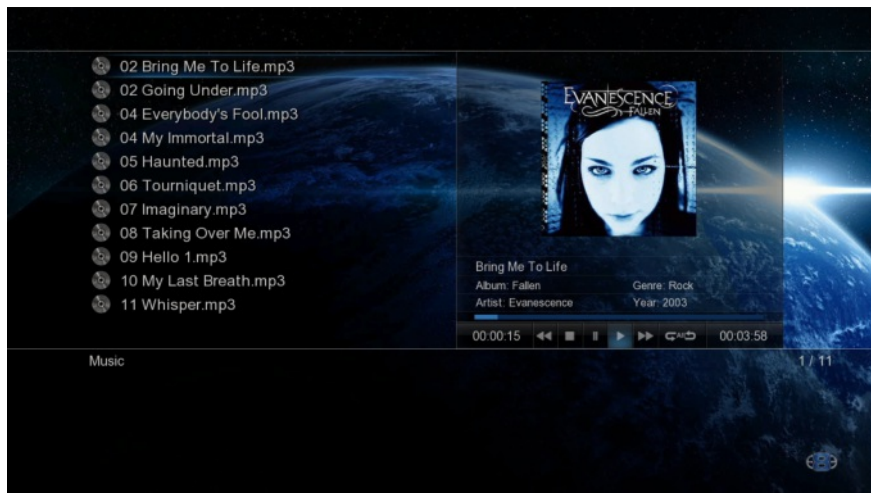 02 Bring Me To Life.mp3
02 Going Under.mp3
04 Everybody's Fool.mp3
04 My Immortal.mp3
05 Haunted.mp3
06 Tourniquet.mp3
07 Imaginary.mp3
08 Taking Over Me.mp3
09 Hello 1.mp3
10 My Last Breath.mp3
11 Whisper.mp3
EVANESCENCE
FALLEN
Bring Me To Life
Album: Fallen Genre: Rock
Artist: Evanescence Year: 2003
00:00:15 All 00:03:58
Music 1 / 11